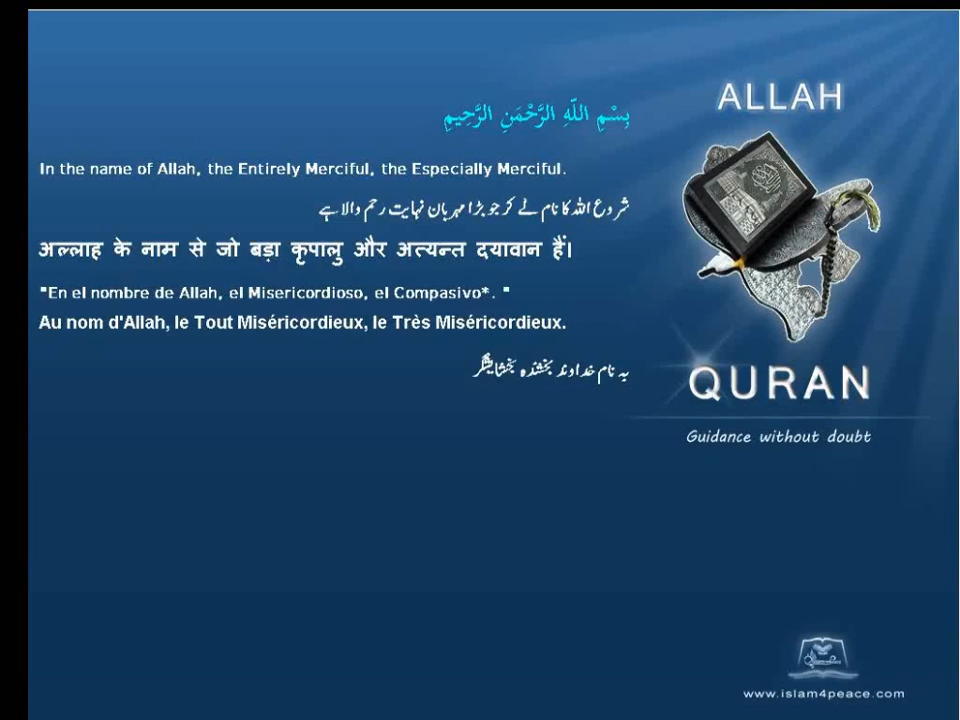 بِسْمِ اللّهِ الرَّحْمَنِ الرَّحِيمِ
In the name of Allah, the Entirely Merciful, the Especially Merciful.
شروع اللہ کا نام لے کر جو بڑا مہربان نہایت رحم والا ہے
अल्लाह के नाम से जो बड़ा कृपालु और अत्यन्त दयावान हैं।
"En el nombre de Allah, el Misericordioso, el Compasivo*. "
Au nom d'Allah, le Tout Miséricordieux, le Très Miséricordieux.
به نام خداوند بخشنده بخشایشگر
ALLAH
QURAN
Guidance without doubt
www.islam4peace.com